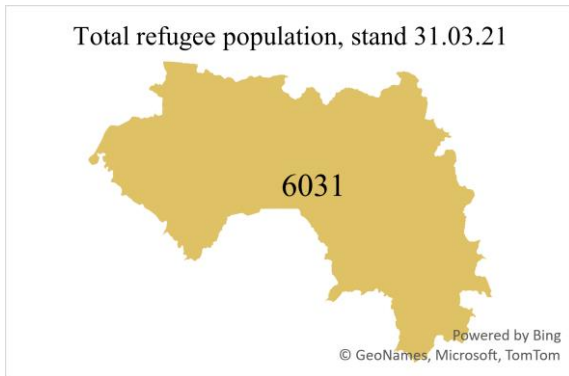 Total refugee population, stand 31.03.21
6031
Powered by Bing
© GeoNames, Microsoft, TomTom